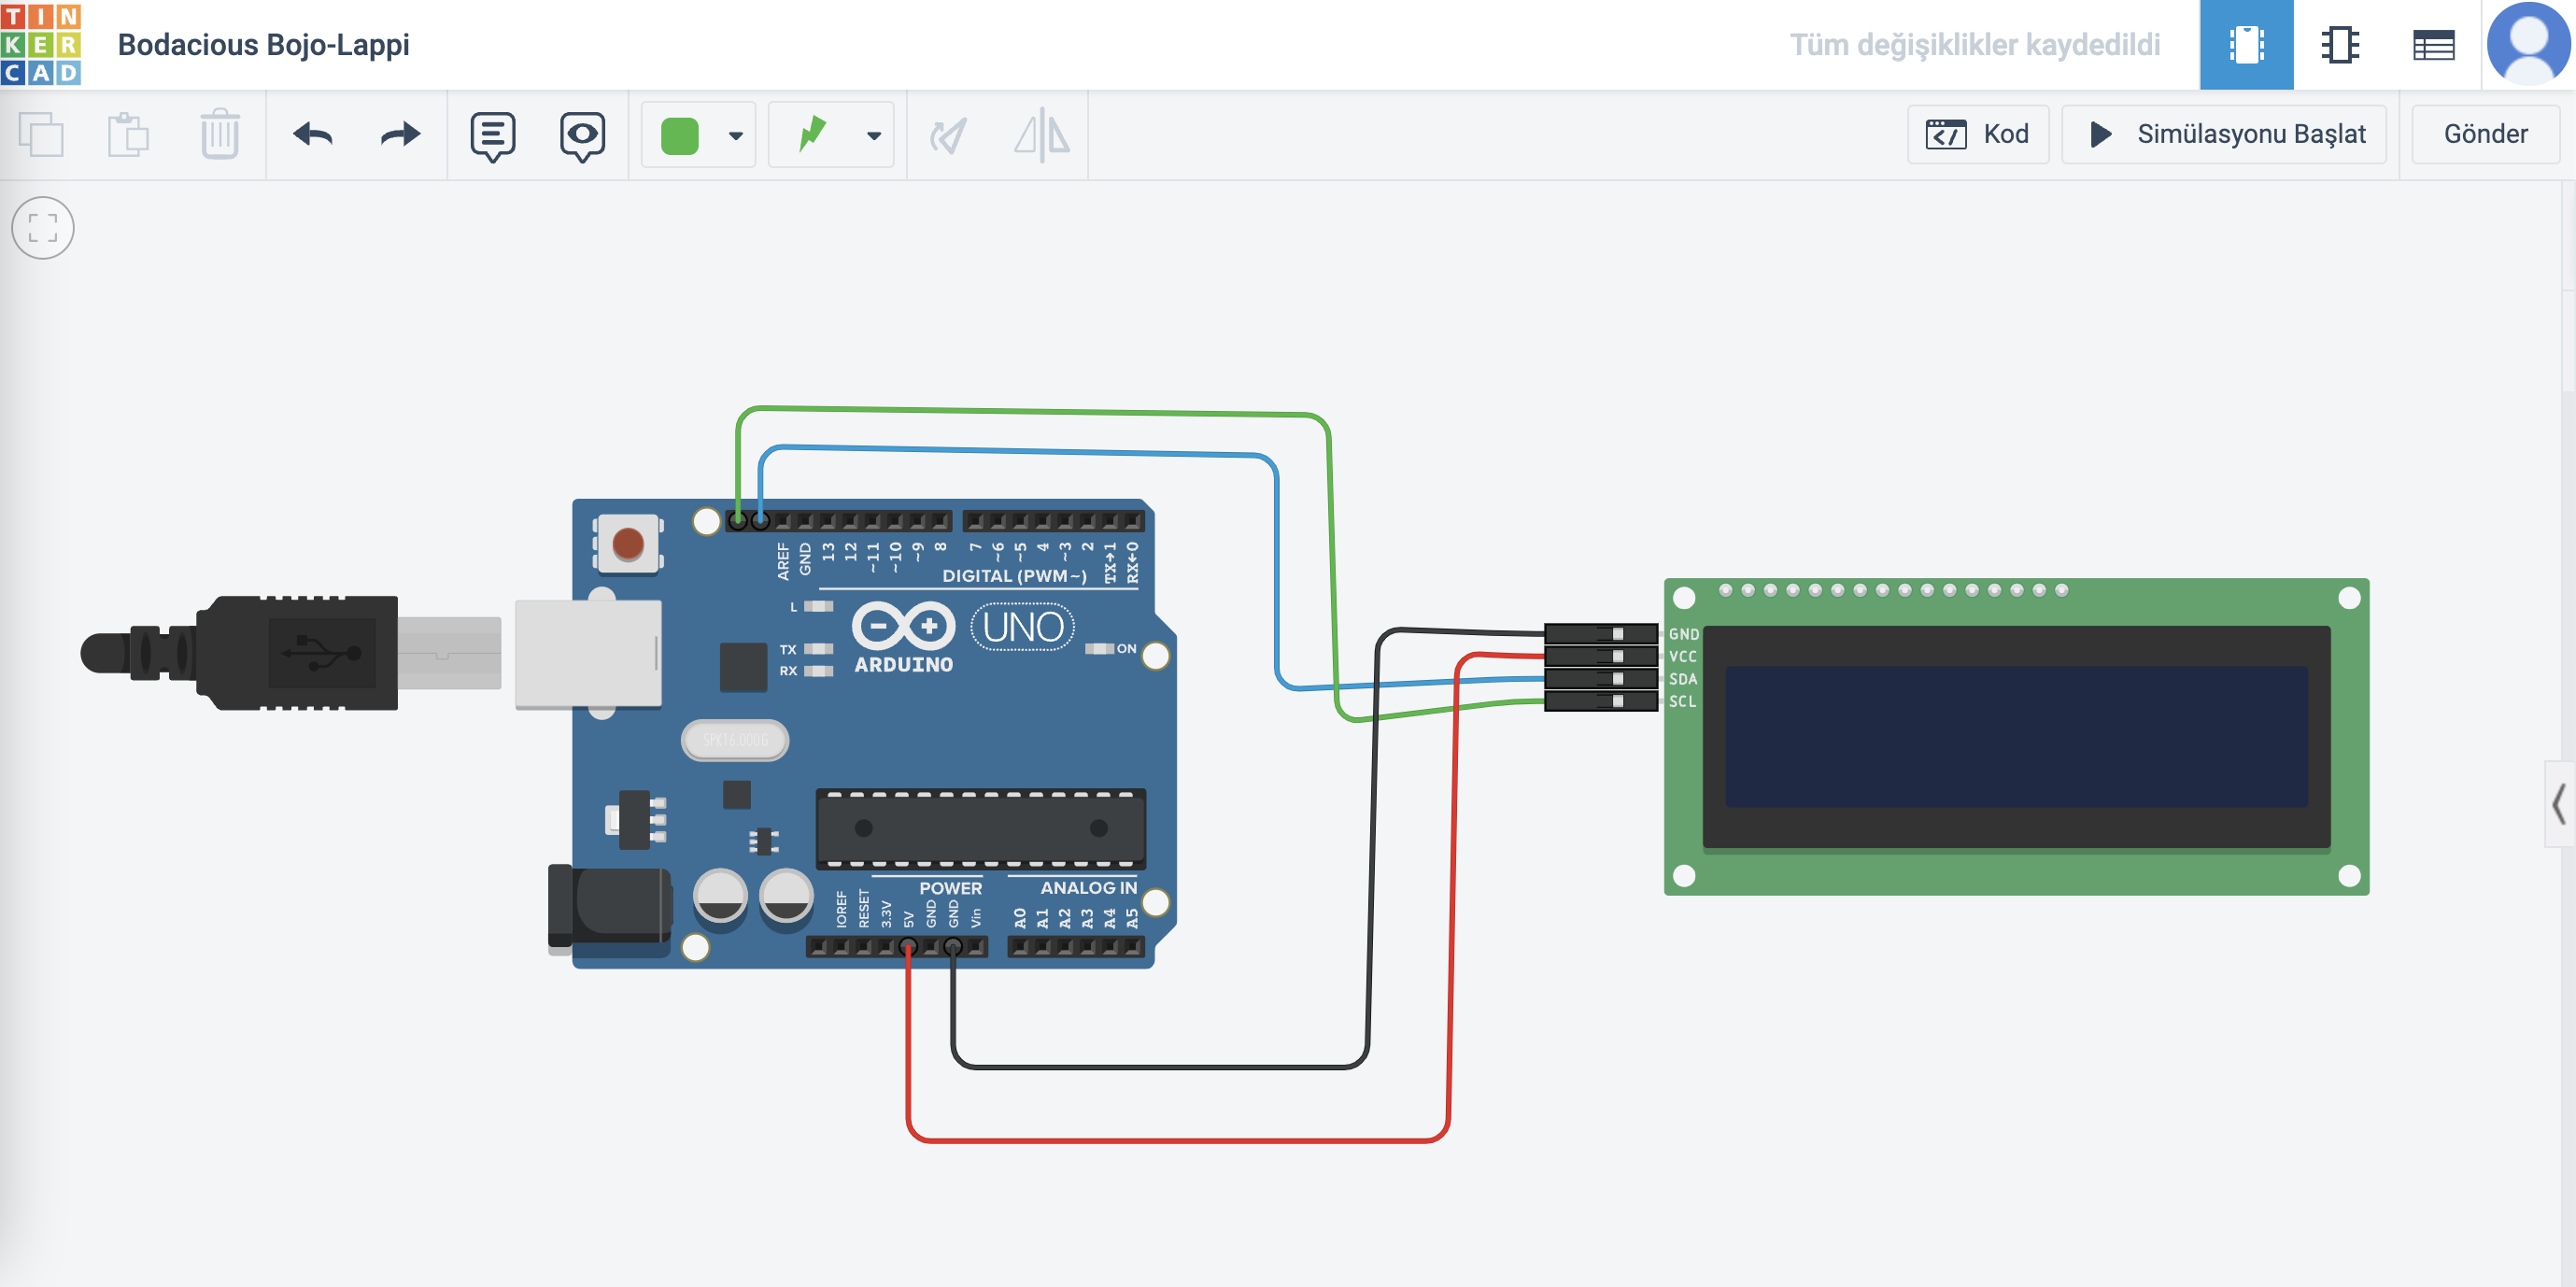 TIN
KER
CAD
Bodacious Bojo-Lappi
Tüm değişiklikler kaydedildi
Kod
Simülasyonu Başlat
Gönder
AREF
GND
13
12
~11
~10
~9
8
7
~6
~5
4
~3
2
TX→1
RX←0
DIGITAL (PWM~)
L
TX
RX
ARDUINO
UNO
ON
SPK16.000G
POWER
ANALOG IN
IOREF
RESET
3.3V
5V
GND
GND
Vin
A0
A1
A2
A3
A4
A5
GND
VCC
SDA
SCL